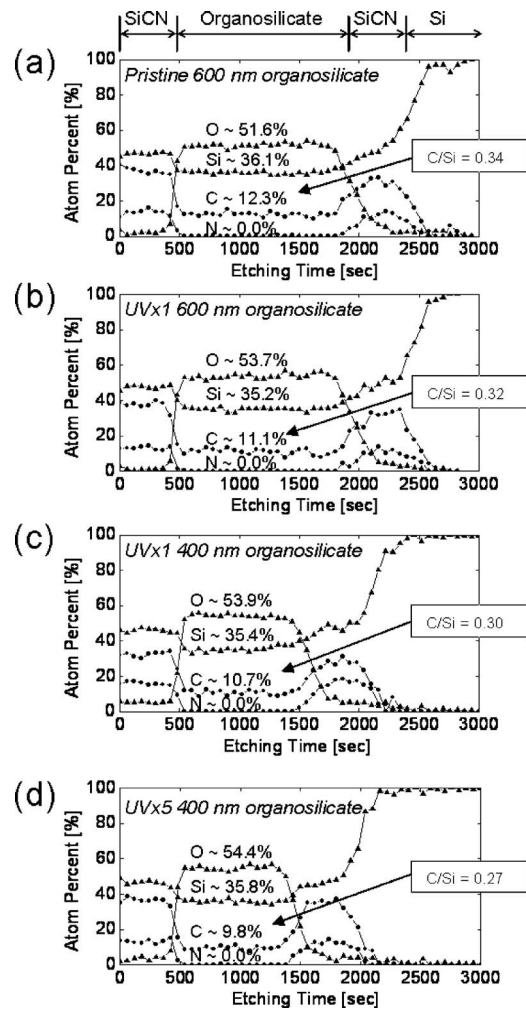 SiCN Organosilicate SiCN Si
(a)
Pristine 600 nm organosilicate
O ~ 51.6%
Si ~ 36.1%
C/Si = 0.34
C ~ 12.3%
N ~ 0.0%
Atom Percent [%]
100
80
60
40
20
0
0 500 1000 1500 2000 2500 3000
Etching Time [sec]
(b)
UVx1 600 nm organosilicate
O ~ 53.7%
Si ~ 35.2%
C/Si = 0.32
C ~ 11.1%
N ~ 0.0%
Atom Percent [%]
100
80
60
40
20
0
0 500 1000 1500 2000 2500 3000
Etching Time [sec]
(c)
UVx1 400 nm organosilicate
O ~ 53.9%
Si ~ 35.4%
C/Si = 0.30
C ~ 10.7%
N ~ 0.0%
Atom Percent [%]
100
80
60
40
20
0
0 500 1000 1500 2000 2500 3000
Etching Time [sec]
(d)
UVx5 400 nm organosilicate
O ~ 54.4%
Si ~ 35.8%
C/Si = 0.27
C ~ 9.8%
N ~ 0.0%
Atom Percent [%]
100
80
60
40
20
0
0 500 1000 1500 2000 2500 3000
Etching Time [sec]